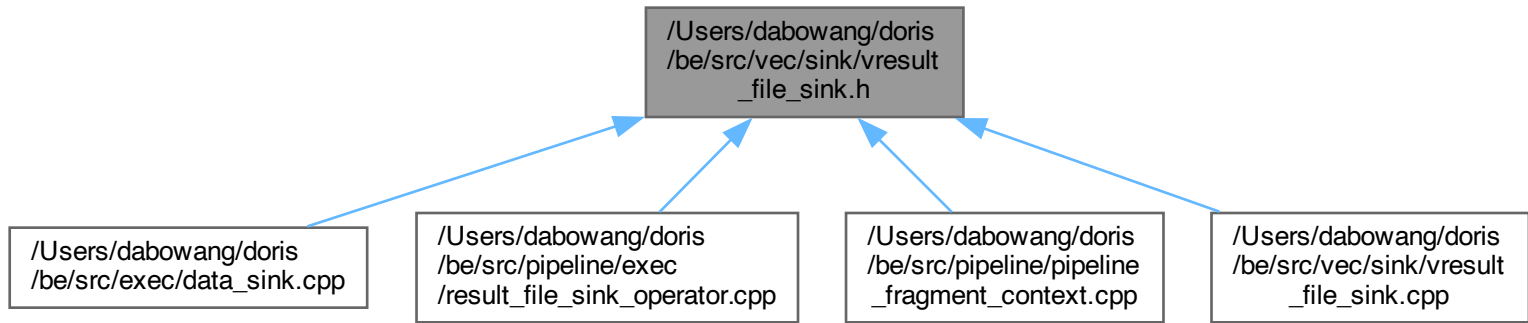 /Users/dabowang/doris
/be/src/vec/sink/vresult
_file_sink.h
/Users/dabowang/doris
/be/src/exec/data_sink.cpp
/Users/dabowang/doris
/be/src/pipeline/exec
/result_file_sink_operator.cpp
/Users/dabowang/doris
/be/src/pipeline/pipeline
_fragment_context.cpp
/Users/dabowang/doris
/be/src/vec/sink/vresult
_file_sink.cpp